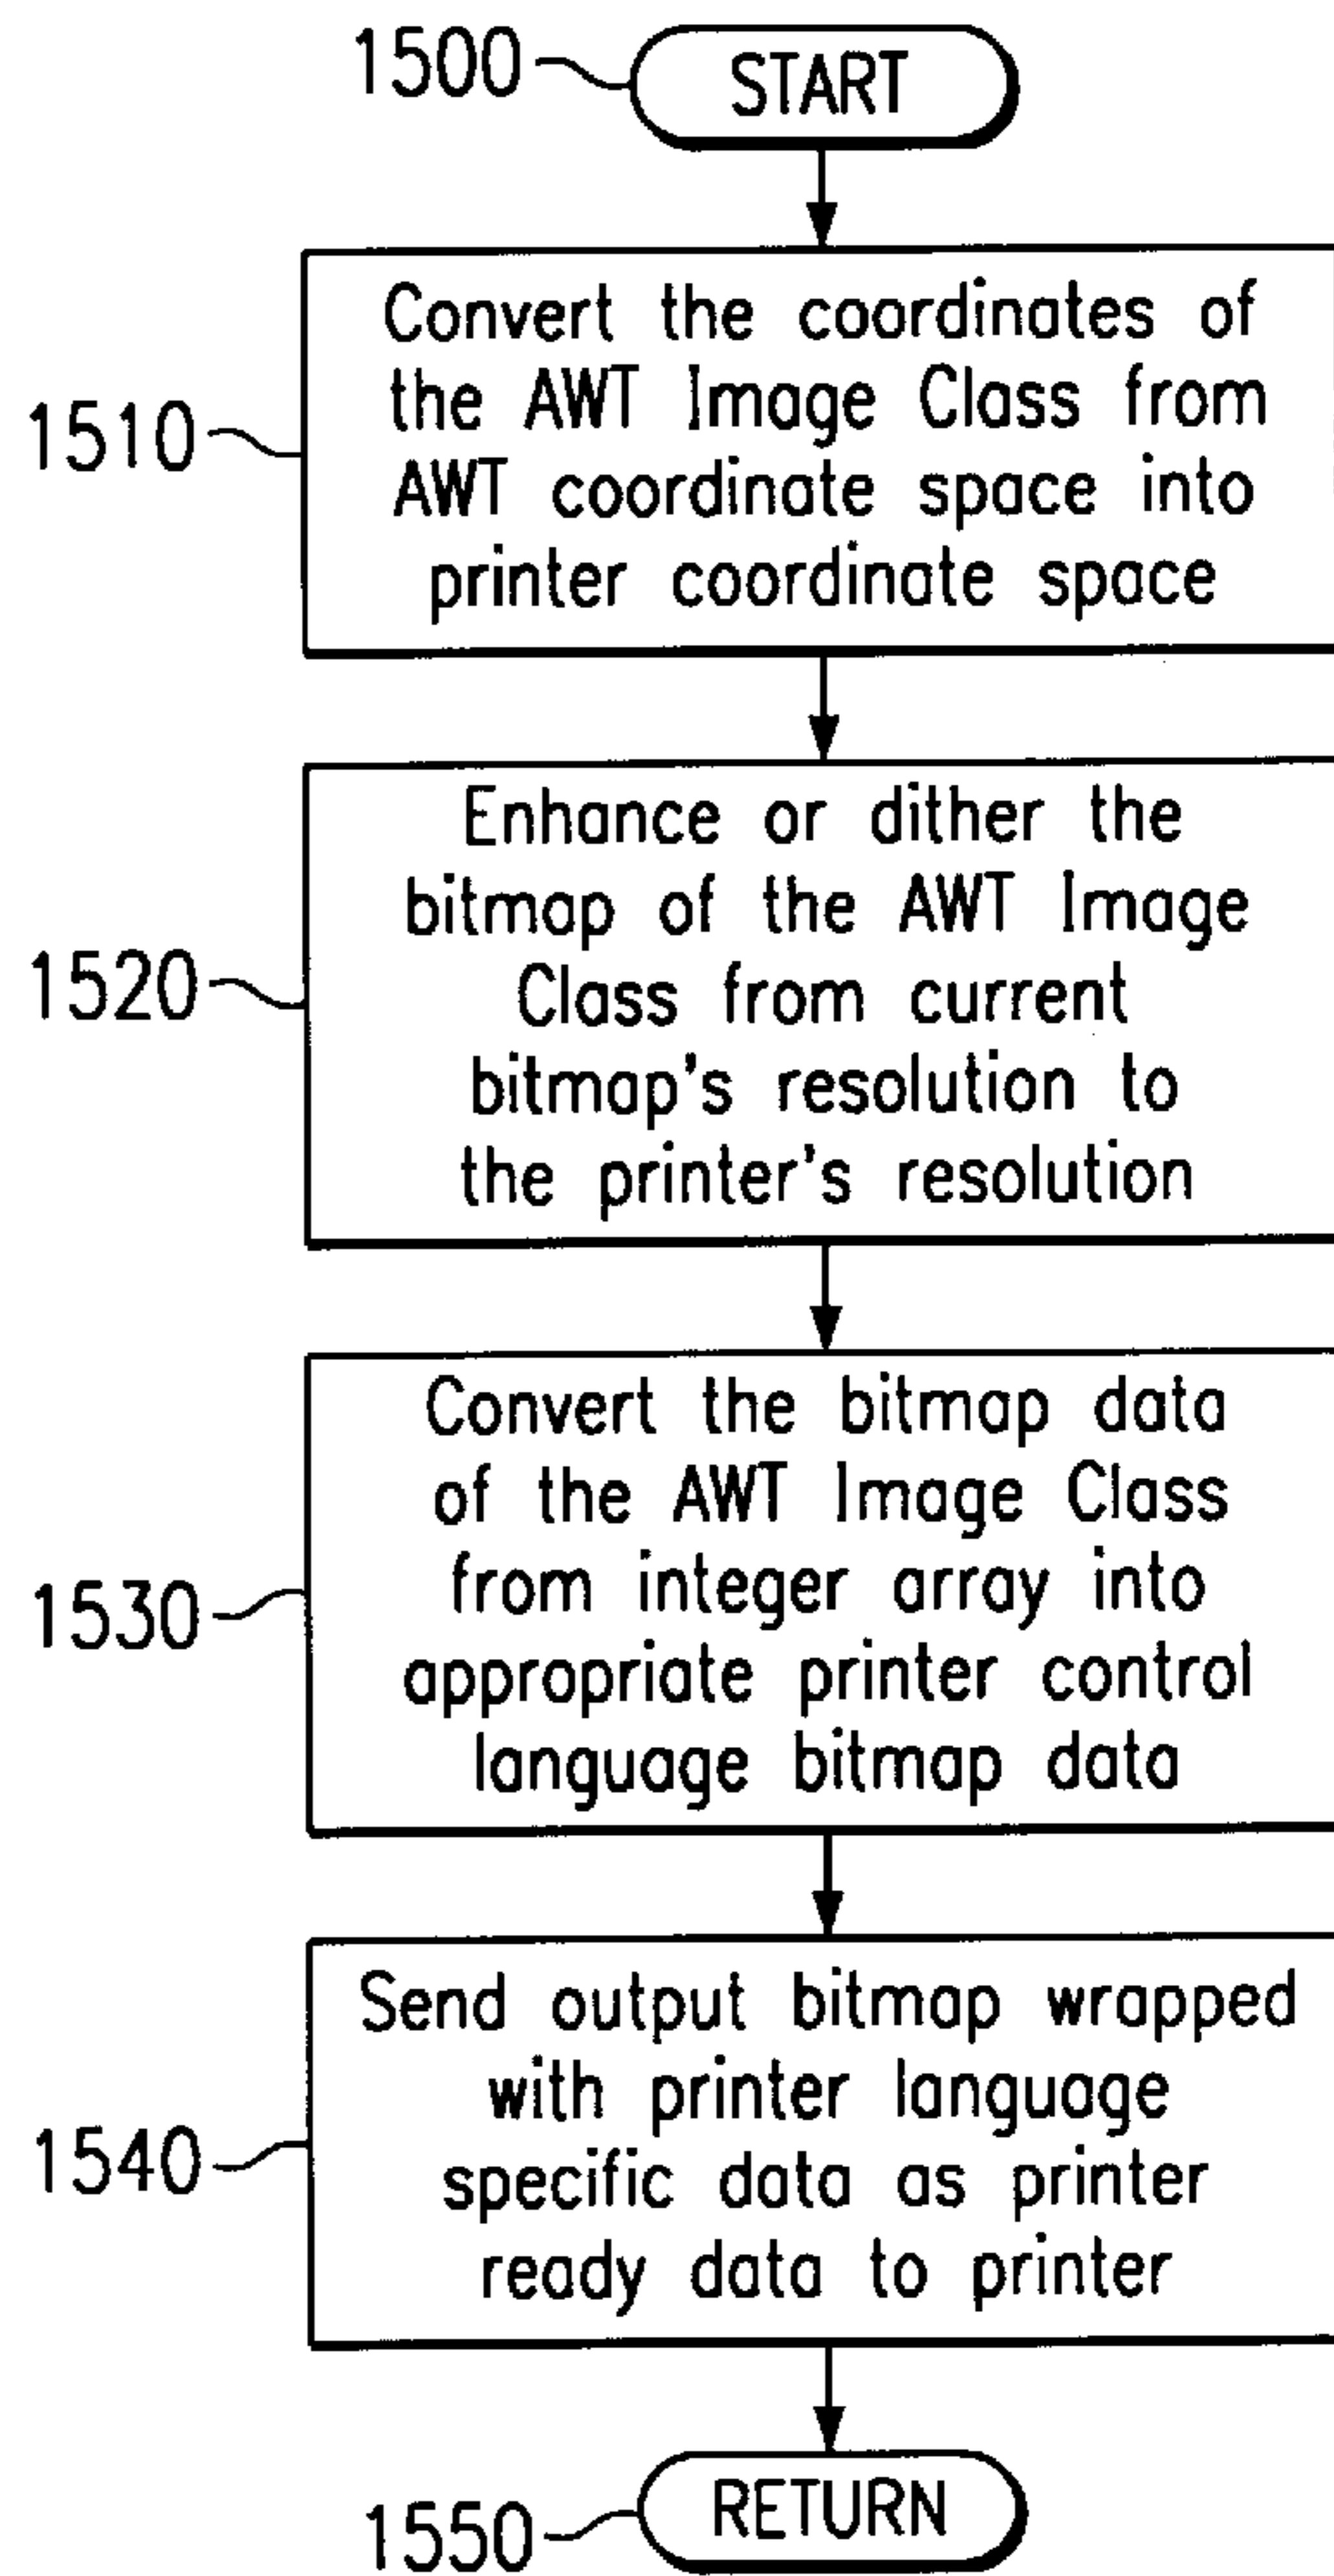 1500
START
1510
Convert the coordinates of
the AWT Image Class from
AWT coordinate space into
printer coordinate space
1520
Enhance or dither the
bitmap of the AWT Image
Class from current
bitmap's resolution to
the printer's resolution
1530
Convert the bitmap data
of the AWT Image Class
from integer array into
appropriate printer control
language bitmap data
1540
Send output bitmap wrapped
with printer language
specific data as printer
ready data to printer
1550
RETURN